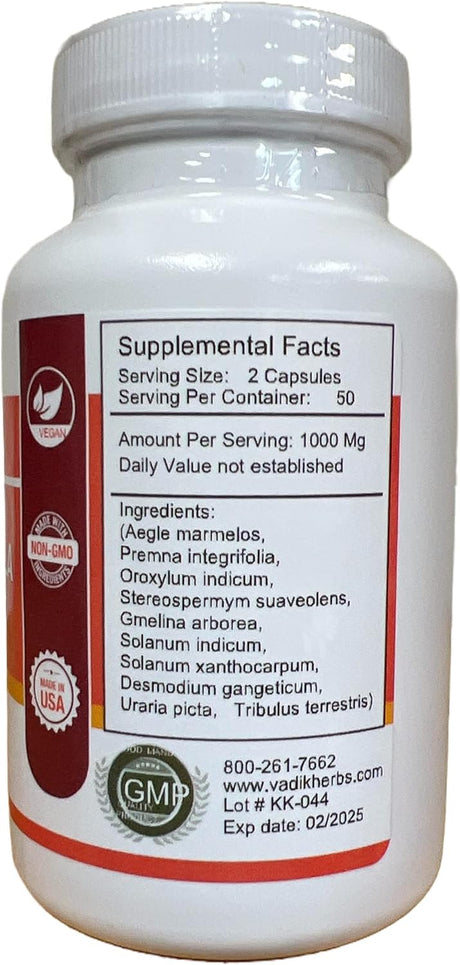 Supplemental Facts
Serving SIze: 2 Capsules
Serving Per Container: 50
Amount Per Serving: 1000 Mg
Daily Value not established
Ingredients:
(Aegle marmelos,
Premna integrifolia,
Oroxylum indicum,
Stereospermym suaveolens,
Gmelina arborea,
Solanum indicum,
Solanum xanthocarpum,
Desmodium gangeticum,
Uraria picta, Tribulus terrestris)
VEGAN
MADE WITH
NON-GMO
INGREDIENTS
A
MADE IN
USA
GMP
800-261-7662
www.vadikherbs.com
Lot # KK-044
Exp date: 02/2025